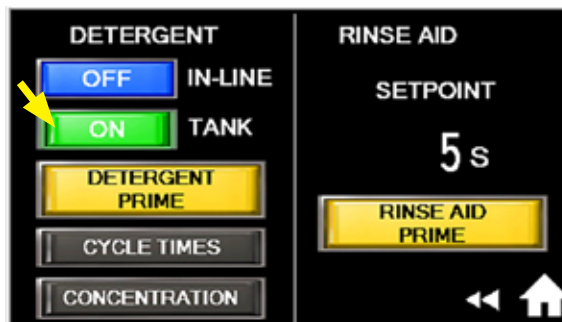 DETERGENT
OFF IN-LINE
ON TANK
DETERGENT
PRIME
CYCLE TIMES
CONCENTRATION
RINSE AID
SETPOINT
5 s
RINSE AID
PRIME